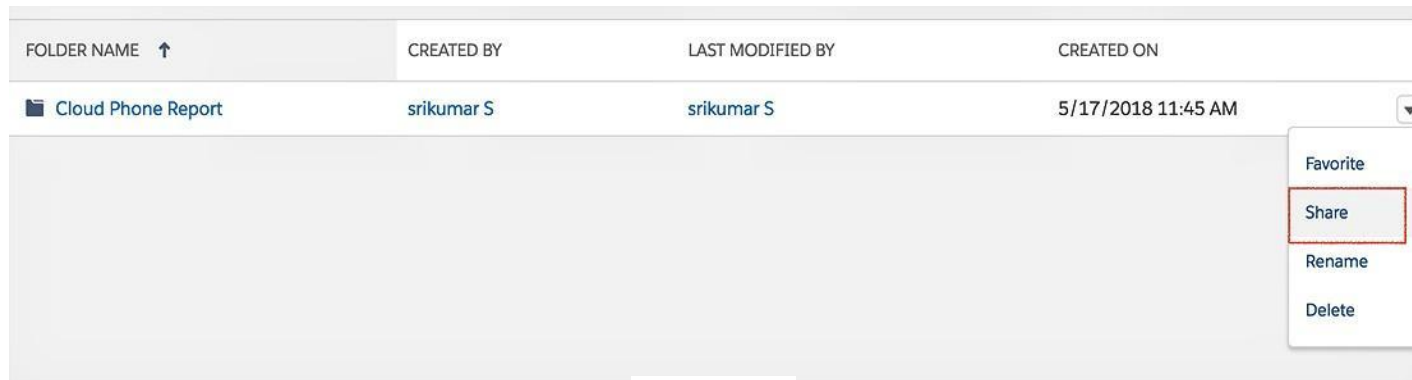 FOLDER NAME ↑ CREATED BY LAST MODIFIED BY CREATED ON
Cloud Phone Report srikumar S srikumar S 5/17/2018 11:45 AM
Favorite
Share
Rename
Delete